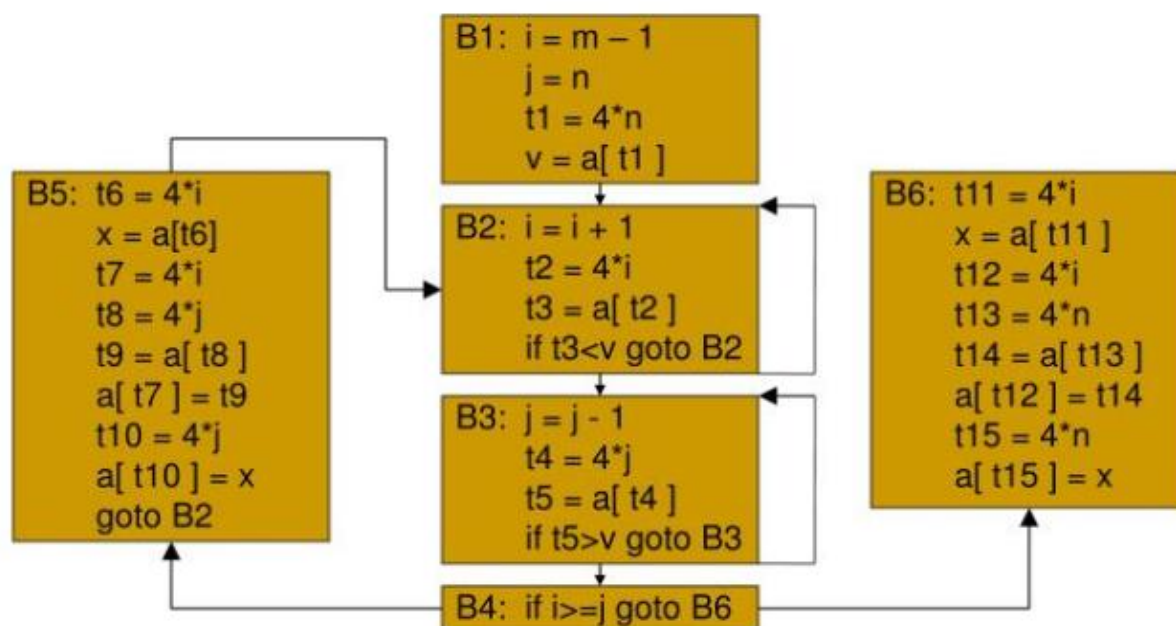 B1: i = m – 1
j = n
t1 = 4*n
v = a[ t1 ]
B2: i = i + 1
t2 = 4*i
t3 = a[ t2 ]
if t3<v goto B2
B3: j = j - 1
t4 = 4*j
t5 = a[ t4 ]
if t5>v goto B3
B4: if i>=j goto B6
B5: t6 = 4*i
x = a[t6]
t7 = 4*i
t8 = 4*j
t9 = a[ t8 ]
a[ t7 ] = t9
t10 = 4*j
a[ t10 ] = x
goto B2
B6: t11 = 4*i
x = a[ t11 ]
t12 = 4*i
t13 = 4*n
t14 = a[ t13 ]
a[ t12 ] = t14
t15 = 4*n
a[ t15 ] = x